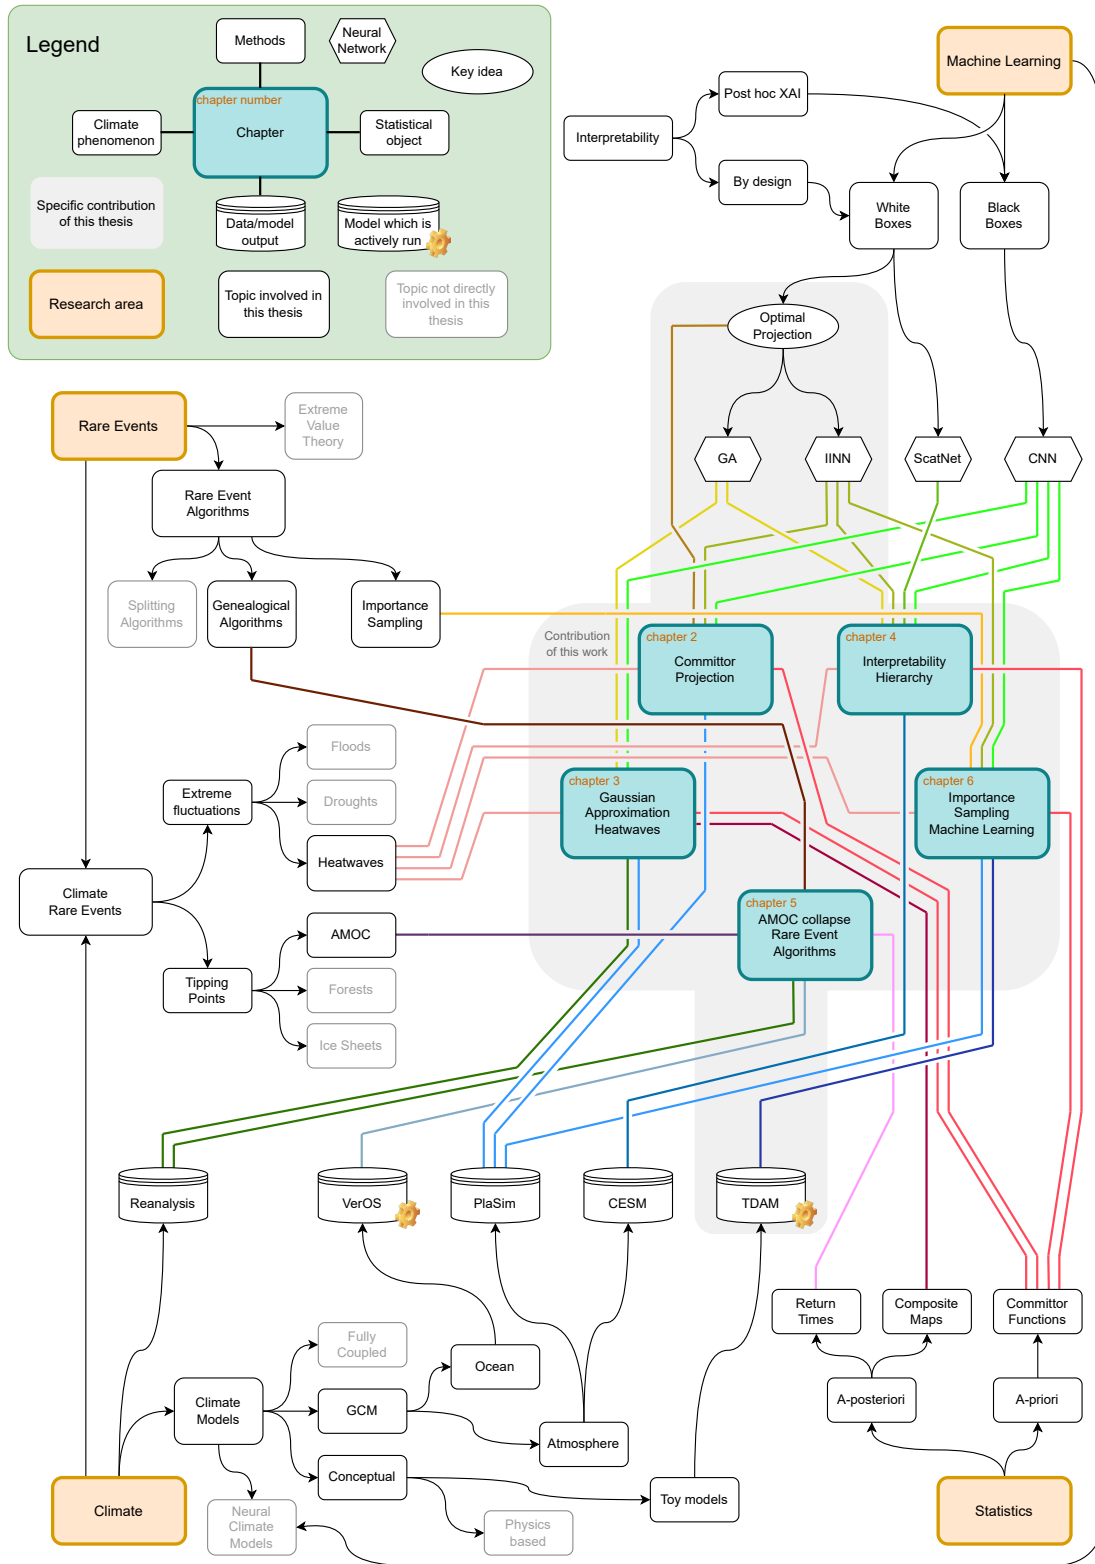 Legend
Methods
Neural
Network
Key idea
chapter number
Chapter
Climate
phenomenon
Statistical
object
Specific contribution
of this thesis
Data/model
output
Model which is
actively run
Research area
Topic involved in
this thesis
Topic not directly
involved in this
thesis
Machine Learning
Post hoc XAI
Interpretability
By design
White
Boxes
Black
Boxes
Optimal
Projection
GA
IINN
ScatNet
CNN
Rare Events
Extreme
Value
Theory
Rare Event
Algorithms
Splitting
Algorithms
Genealogical
Algorithms
Importance
Sampling
Contribution
of this work
chapter 2
Committor
Projection
chapter 4
Interpretability
Hierarchy
chapter 3
Gaussian
Approximation
Heatwaves
chapter 6
Importance
Sampling
Machine Learning
chapter 5
AMOC collapse
Rare Event
Algorithms
Floods
Extreme
fluctuations
Droughts
Heatwaves
Climate
Rare Events
AMOC
Tipping
Points
Forests
Ice Sheets
Reanalysis
VerOS
PlaSim
CESM
TDAM
Return
Times
Composite
Maps
Committor
Functions
Fully
Coupled
Ocean
Climate
Models
GCM
Atmosphere
A-posteriori
A-priori
Conceptual
Toy models
Climate
Neural
Climate
Models
Physics
based
Statistics